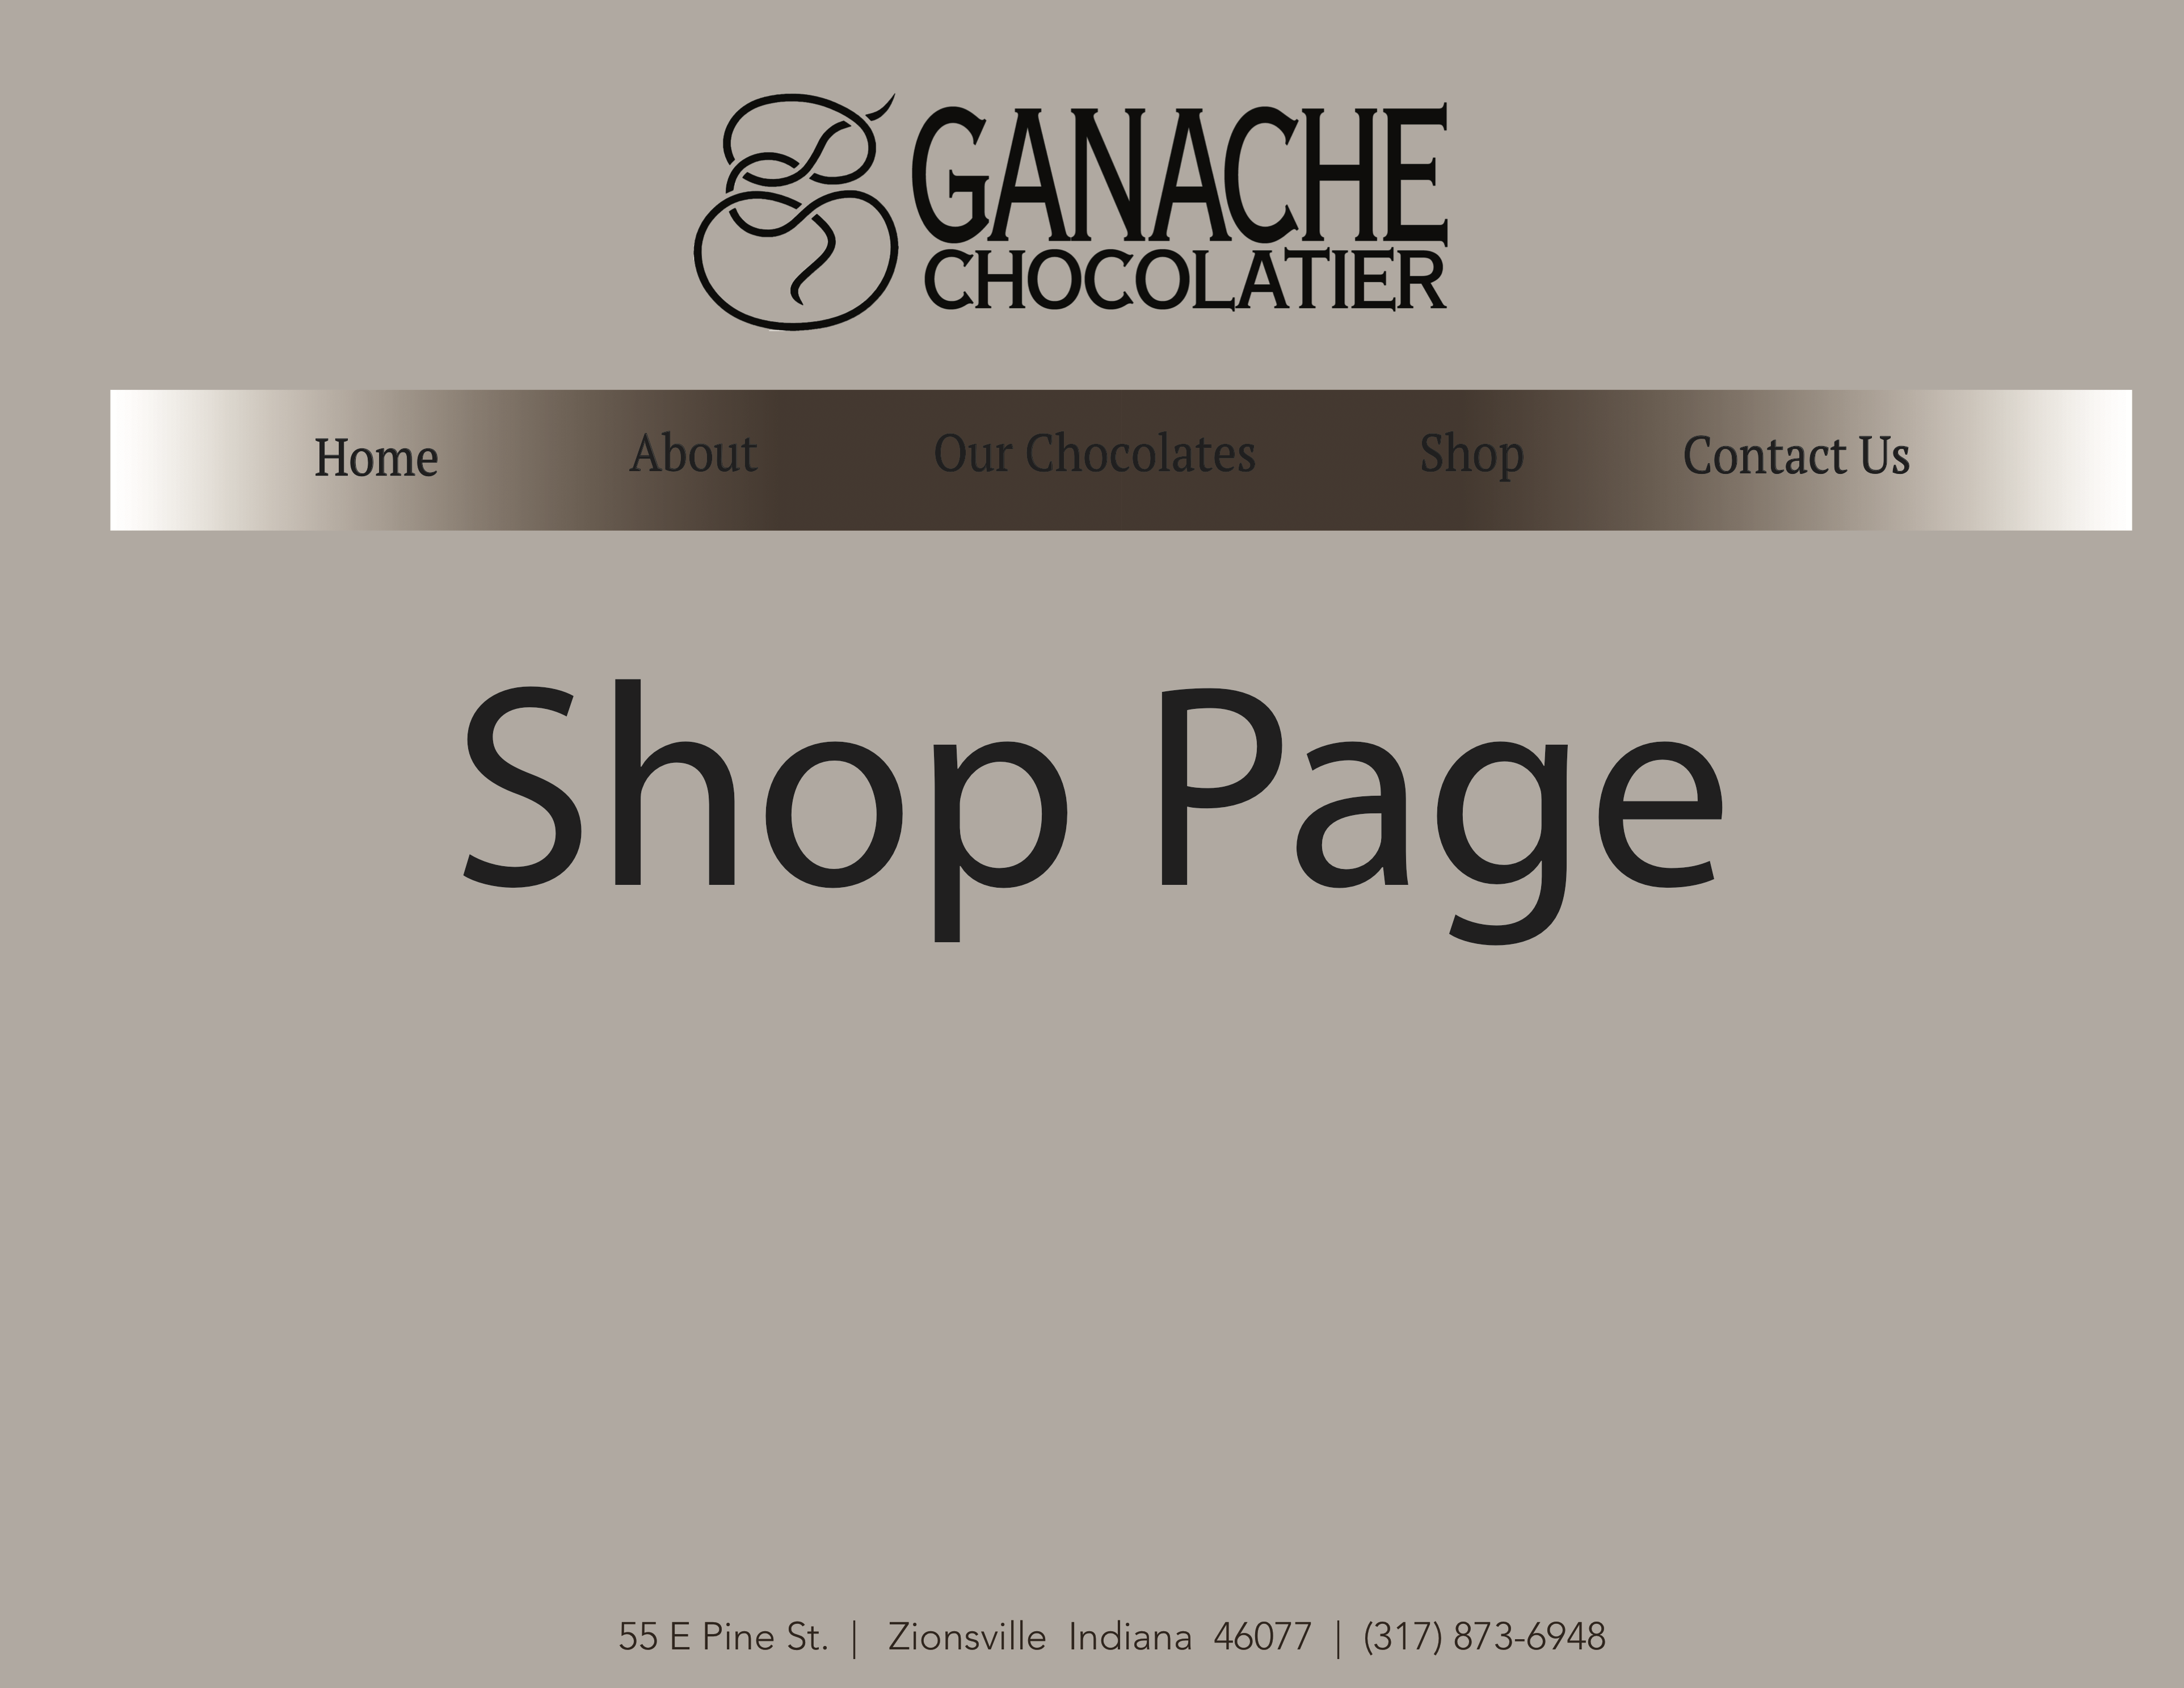 GANACHE
CHOCOLATIER
Home About Our Chocolates Shop Contact Us
Shop Page
55 E Pine St. | Zionsville Indiana 46077 | (317) 873-6948